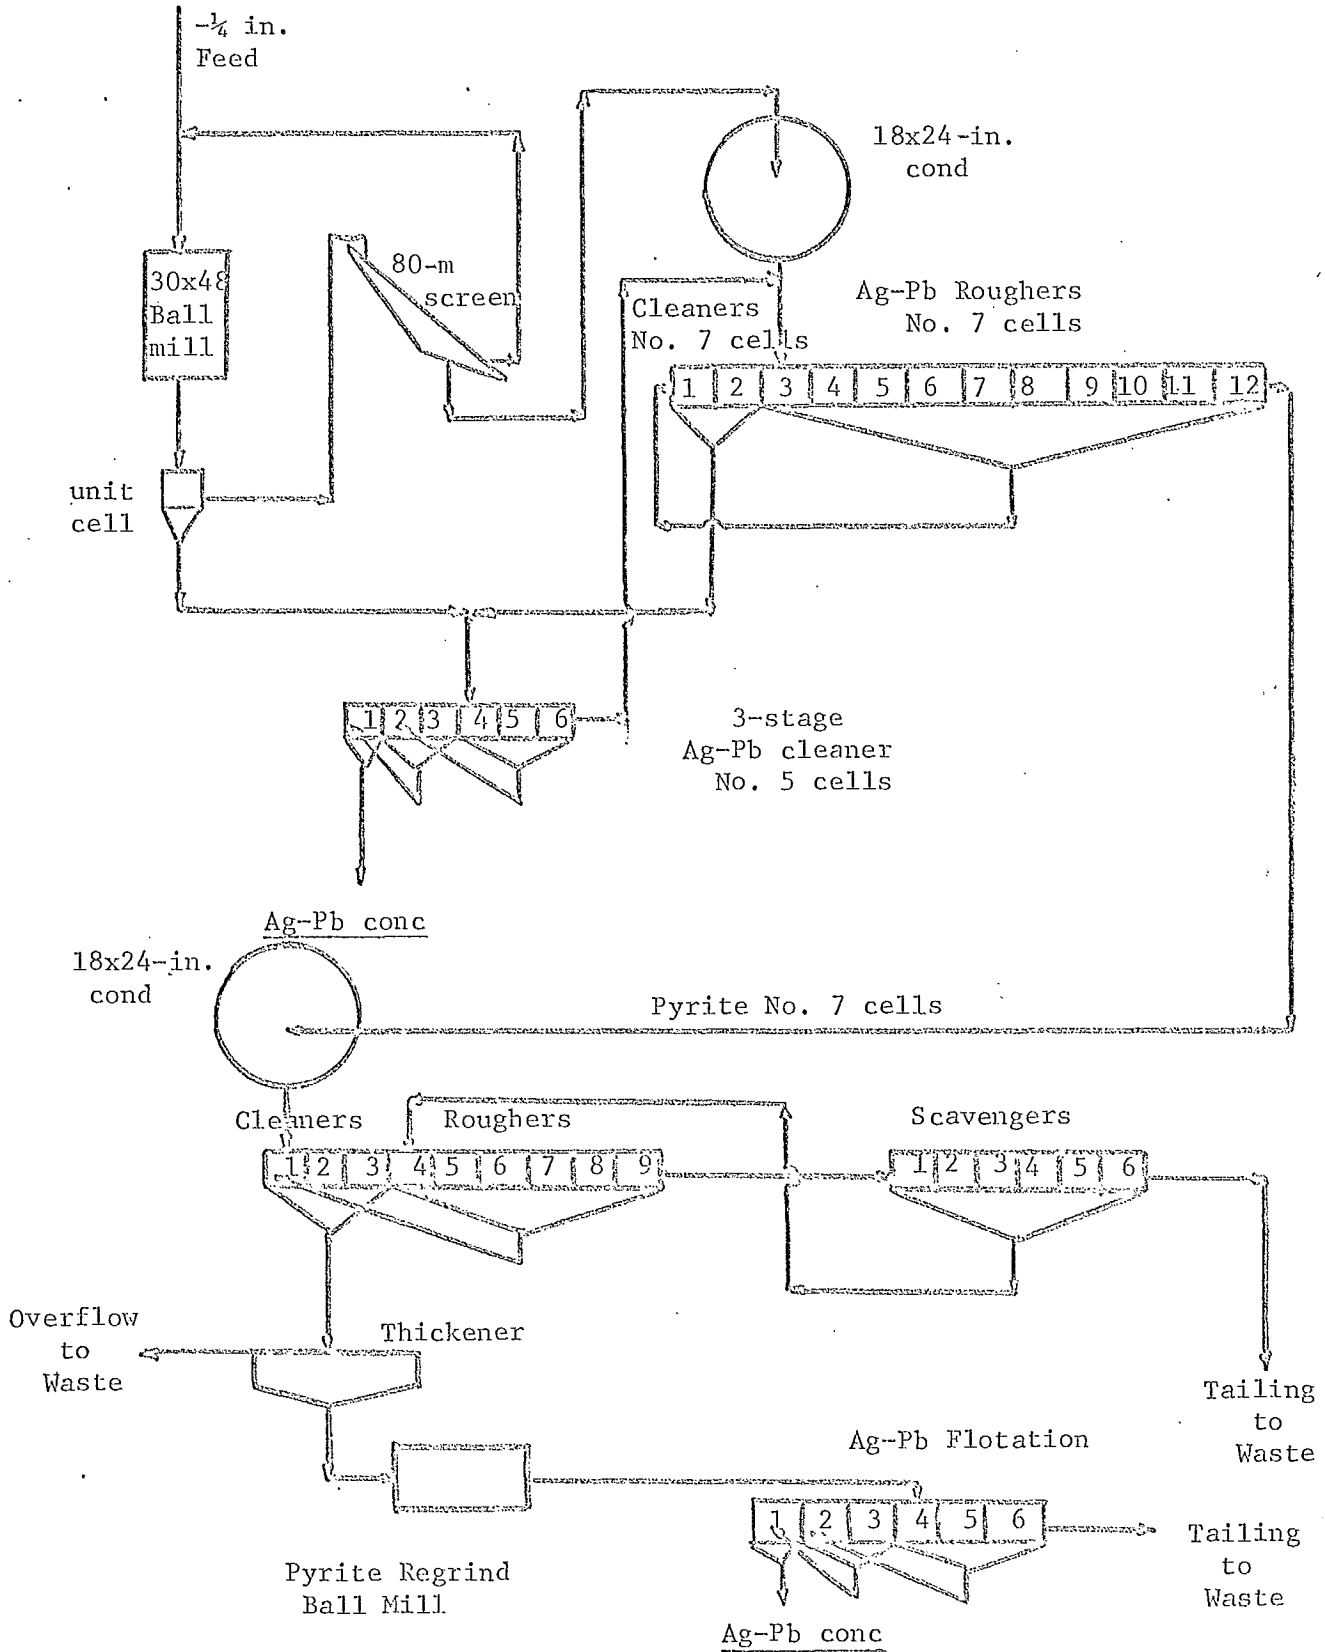 -¼ in.
Feed
18x24-in.
cond
30x48
Ball
mill
80-m
screen
Cleaners
No. 7 cells
Ag-Pb Roughers
No. 7 cells
1 2 3 4 5 6 7 8 9 10 11 12
unit
cell
1 2 3 4 5 6
3-stage
Ag-Pb cleaner
No. 5 cells
Ag-Pb conc
18x24-in.
cond
Pyrite No. 7 cells
Cleaners
Roughers
Scavengers
1 2 3 4 5 6 7 8 9
1 2 3 4 5 6
Overflow
to
Waste
Thickener
Tailing
to
Waste
Ag-Pb Flotation
1 2 3 4 5 6
Tailing
to
Waste
Pyrite Regrind
Ball Mill
Ag-Pb conc